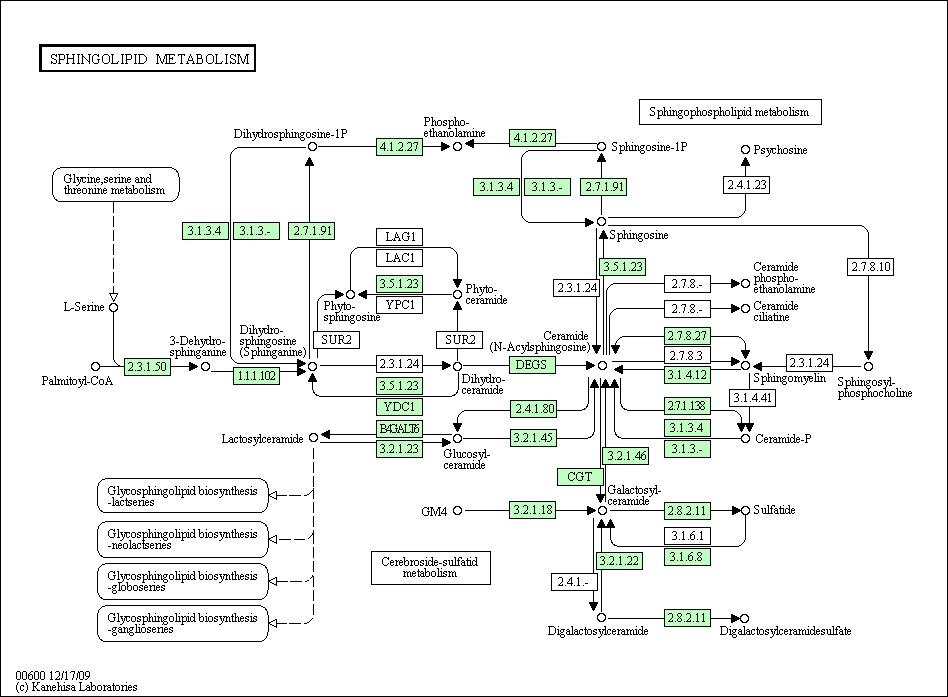 SPHINGOLIPID METABOLISM
Sphingophospholipid metabolism
Dihydrosphingosine-1P
4.1.2.27
Phospho-
ethanolamine
4.1.2.27
Sphingosine-1P
Psychosine
Glycine,serine and
threonine metabolism
3.1.3.4
3.1.3.-
2.7.1.91
2.4.1.23
3.1.3.4
3.1.3.-
2.7.1.91
LAG1
LAC1
Sphingosine
3.5.1.23
YPC1
Phyto-
sphingosine
Phyto-
ceramide
3.5.1.23
2.3.1.24
2.7.8.10
2.7.8.-
Ceramide
phospho-
ethanolamine
2.7.8.-
Ceramide
ciliatine
L-Serine
SUR2
SUR2
3-Dehydro-
sphinganine
Dihydro-
sphingosine
(Sphinganine)
Ceramide
(N-Acylsphingosine)
2.7.8.27
2.7.8.3
3.1.4.12
Palmitoyl-CoA
2.3.1.50
1.1.1.102
2.3.1.24
3.5.1.23
YDC1
Dihydro-
ceramide
DEGS
Sphingomyelin
2.3.1.24
Sphingosyl-
phosphocholine
3.1.4.41
2.4.1.80
2.7.1.138
3.1.3.4
3.1.3.-
Ceramide-P
Lactosylceramide
B4GALT6
3.2.1.23
Glucosyl-
ceramide
3.2.1.45
3.2.1.46
CGT
Glycosphingolipid biosynthesis
-lactseries
GM4
3.2.1.18
Galactosyl-
ceramide
2.8.2.11
Sulfatide
Glycosphingolipid biosynthesis
-neolactseries
3.1.6.1
3.1.6.8
Cerebroside-sulfatid
metabolism
3.2.1.22
2.4.1.-
Glycosphingolipid biosynthesis
-globoseries
Glycosphingolipid biosynthesis
-ganglioseries
Digalactosylceramide
2.8.2.11
Digalactosylceramidesulfate
00600 12/17/09
(c) Kanehisa Laboratories